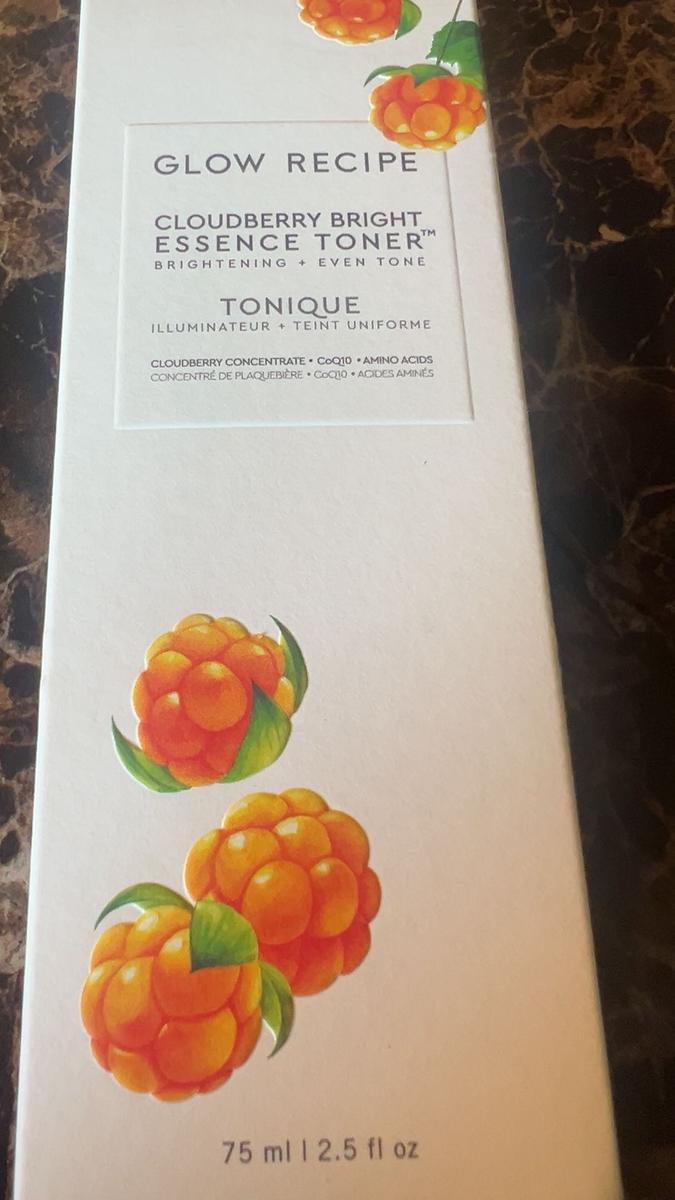 GLOW RECIPE
CLOUDBERRY BRIGHT
ESSENCE TONER™
BRIGHTENING + EVEN TONE
TONIQUE
ILLUMINATEUR + TEINT UNIFORME
CLOUDBERRY CONCENTRATE • CoQ10 • AMINO ACIDS
CONCENTRÉ DE PLAQUEBIÈRE • CoQ10 • ACIDES AMINÉS
75 ml | 2.5 fl oz